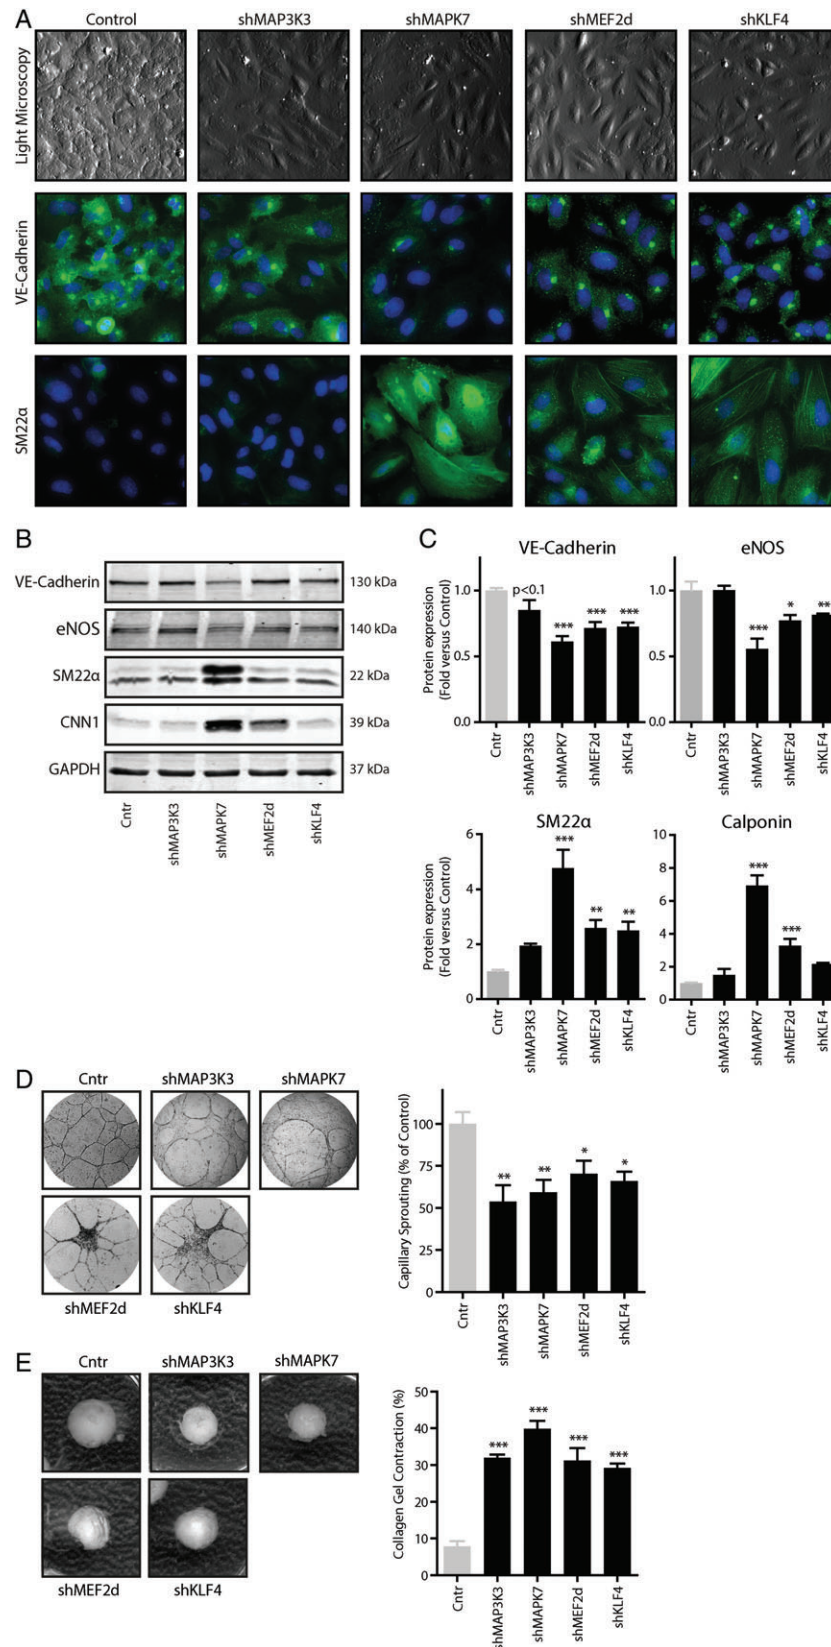 A
Control
shMAP3K3
shMAPK7
shMEF2d
shKLF4
Light Microscopy
VE-Cadherin
SM22α
B
VE-Cadherin
130 kDa
eNOS
140 kDa
SM22α
22 kDa
CNN1
39 kDa
GAPDH
37 kDa
Cntr
shMAP3K3
shMAPK7
shMEF2d
shKLF4
C
VE-Cadherin
Protein expression
(Fold versus Control)
1.0
0.5
0.0
p<0.1
***
***
***
Cntr
shMAP3K3
shMAPK7
shMEF2d
shKLF4
eNOS
1.0
0.5
0.0
***
*
**
Cntr
shMAP3K3
shMAPK7
shMEF2d
shKLF4
SM22α
Protein expression
(Fold versus Control)
6
4
2
0
***
**
**
Cntr
shMAP3K3
shMAPK7
shMEF2d
shKLF4
Calponin
10
8
6
4
2
0
***
***
Cntr
shMAP3K3
shMAPK7
shMEF2d
shKLF4
D
Cntr
shMAP3K3
shMAPK7
shMEF2d
shKLF4
Capillary Sprouting (% of Control)
100
75
50
25
0
**
**
*
*
Cntr
shMAP3K3
shMAPK7
shMEF2d
shKLF4
E
Cntr
shMAP3K3
shMAPK7
shMEF2d
shKLF4
Collagen Gel Contraction (%)
50
40
30
20
10
0
***
***
***
***
Cntr
shMAP3K3
shMAPK7
shMEF2d
shKLF4